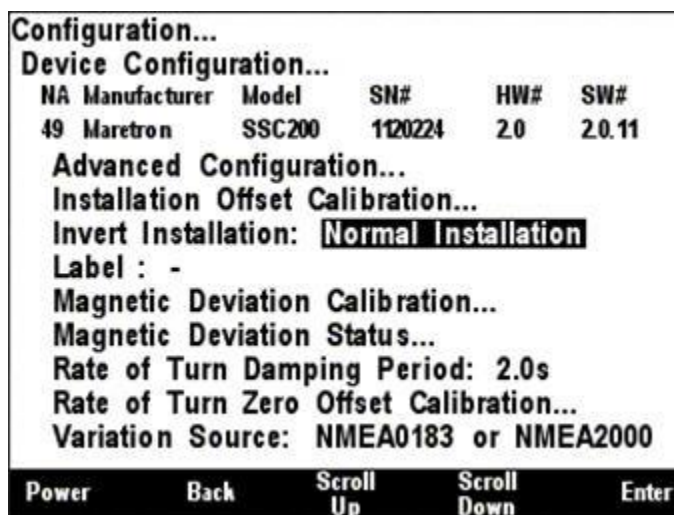 Configuration...
Device Configuration...
NA Manufacturer Model SN# HW# SW#
49 Maretron SSC200 1120224 2.0 2.0.11
Advanced Configuration...
Installation Offset Calibration...
Invert Installation: Normal Installation
Label : -
Magnetic Deviation Calibration...
Magnetic Deviation Status...
Rate of Turn Damping Period: 2.0s
Rate of Turn Zero Offset Calibration...
Variation Source: NMEA0183 or NMEA2000
Power Back Scroll Up Scroll Down Enter